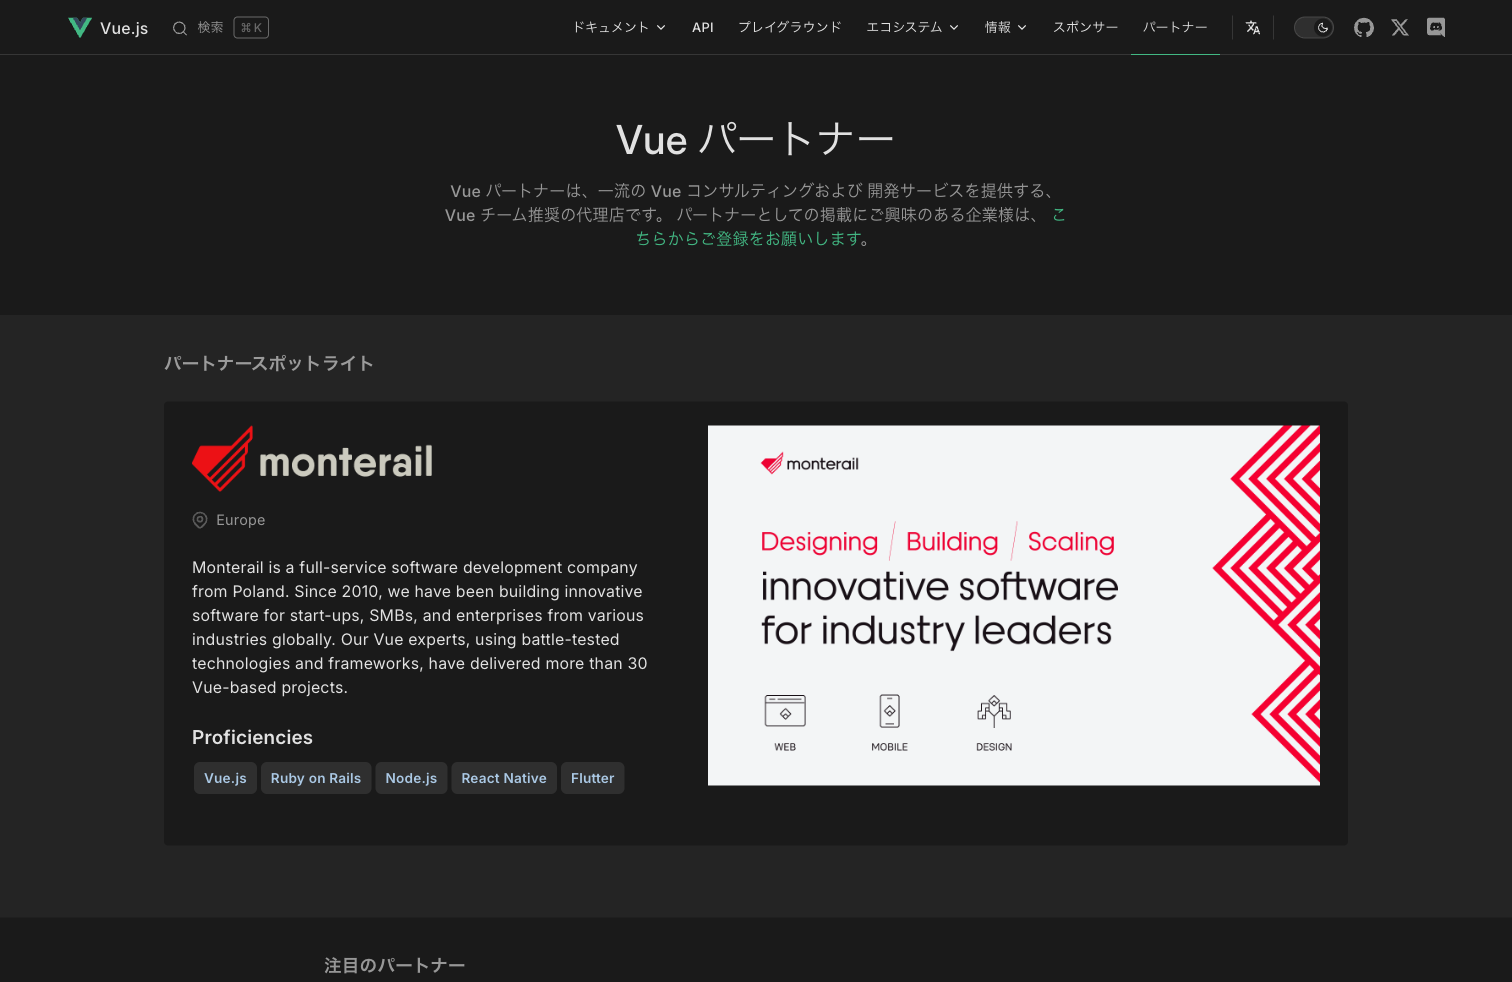 Vue.js
検索
⌘ K
ドキュメント
API
プレイグラウンド
エコシステム
情報
スポンサー
パートナー
Vue パートナー
Vue パートナーは、一流の Vue コンサルティングおよび 開発サービスを提供する、
Vue チーム推奨の代理店です。 パートナーとしての掲載にご興味のある企業様は、 こ
ちらからご登録をお願いします。
パートナースポットライト
monterail
Europe
Monterail is a full-service software development company
from Poland. Since 2010, we have been building innovative
software for start-ups, SMBs, and enterprises from various
industries globally. Our Vue experts, using battle-tested
technologies and frameworks, have delivered more than 30
Vue-based projects.
Proficiencies
Vue.js
Ruby on Rails
Node.js
React Native
Flutter
monterail
Designing / Building / Scaling
innovative software
for industry leaders
WEB
MOBILE
DESIGN
注目のパートナー